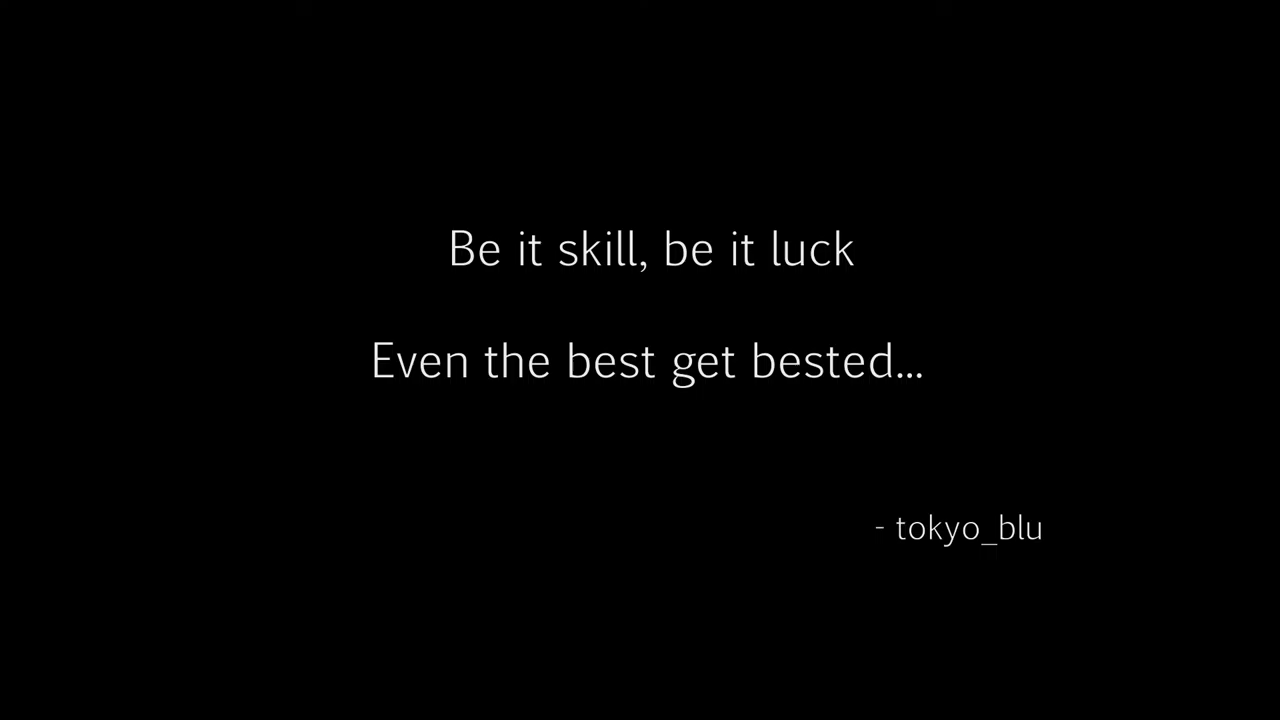 Be it skill, be it luck
Even the best get bested...
- tokyo_blu